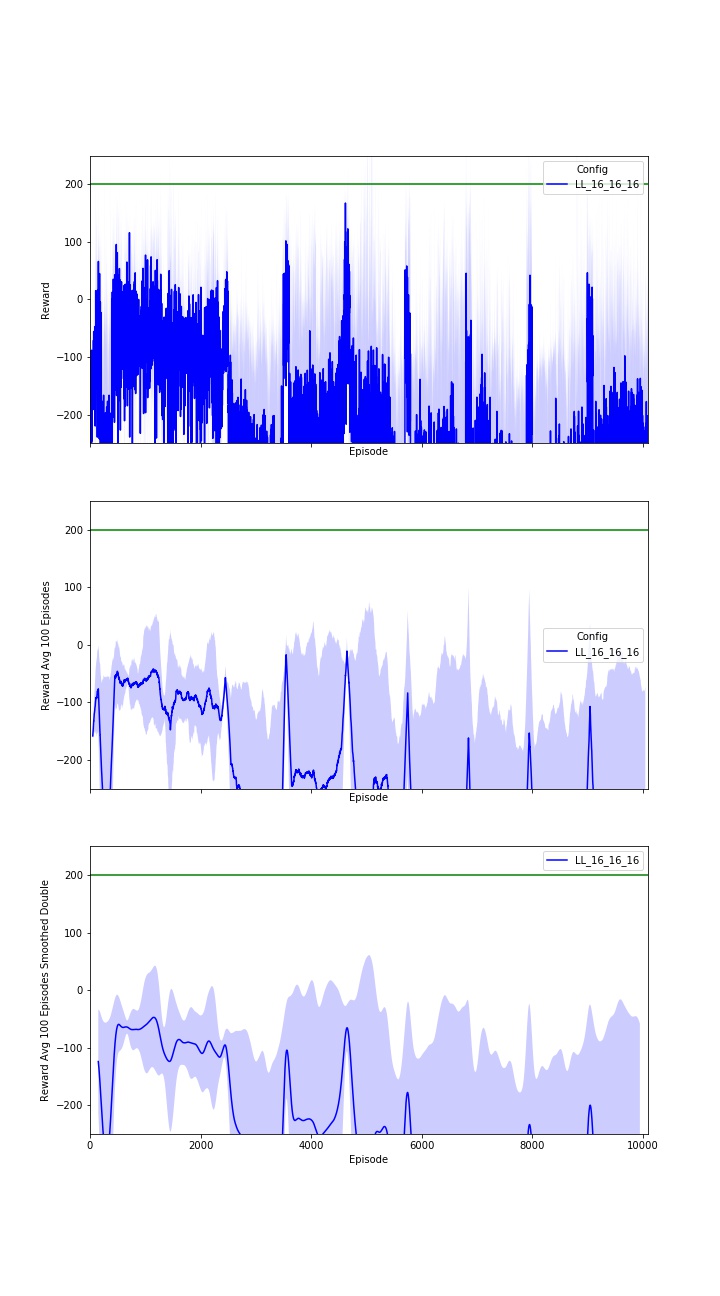 Config
LL_16_16_16
200
100
0
−100
−200
Reward
Episode
200
100
0
−100
−200
Reward Avg 100 Episodes
Config
LL_16_16_16
Episode
LL_16_16_16
200
100
0
−100
−200
Reward Avg 100 Episodes Smoothed Double
0 2000 4000 6000 8000 10000
Episode